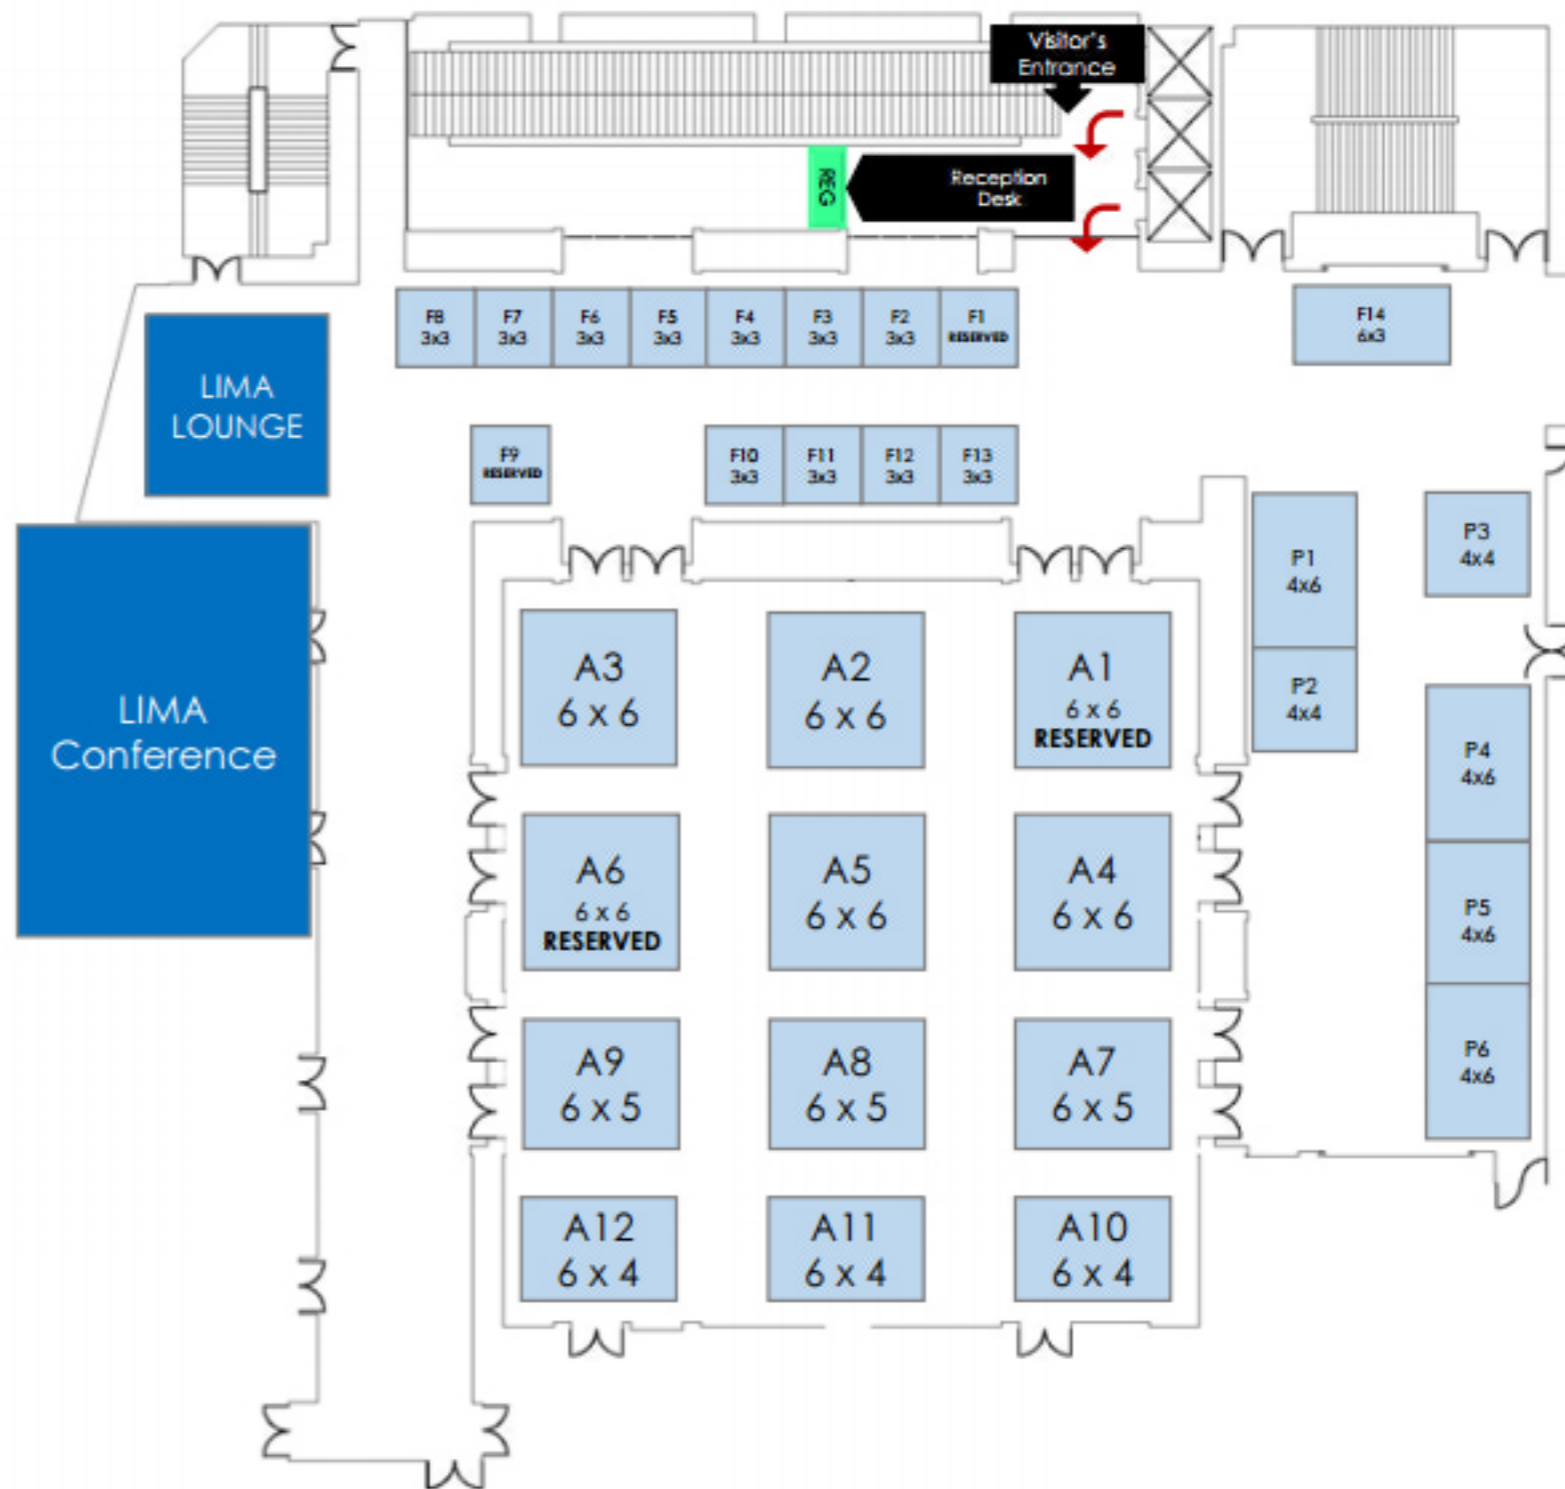 Visitor's
Entrance
REG
Reception
Desk
F8
3x3
F7
3x3
F6
3x3
F5
3x3
F4
3x3
F3
3x3
F2
3x3
F1
RESERVED
F14
6x3
LIMA
LOUNGE
F9
RESERVED
F10
3x3
F11
3x3
F12
3x3
F13
3x3
P1
4x6
P3
4x4
LIMA
Conference
A3
6 x 6
A2
6 x 6
A1
6 x 6
RESERVED
P2
4x4
P4
4x6
A6
6 x 6
RESERVED
A5
6 x 6
A4
6 x 6
P5
4x6
A9
6 x 5
A8
6 x 5
A7
6 x 5
P6
4x6
A12
6 x 4
A11
6 x 4
A10
6 x 4